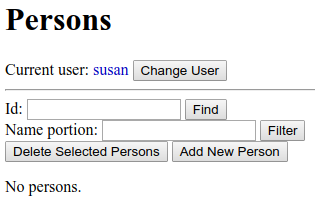 Persons
Current user: susan Change User
Id: Find
Name portion: Filter
Delete Selected Persons Add New Person
No persons.